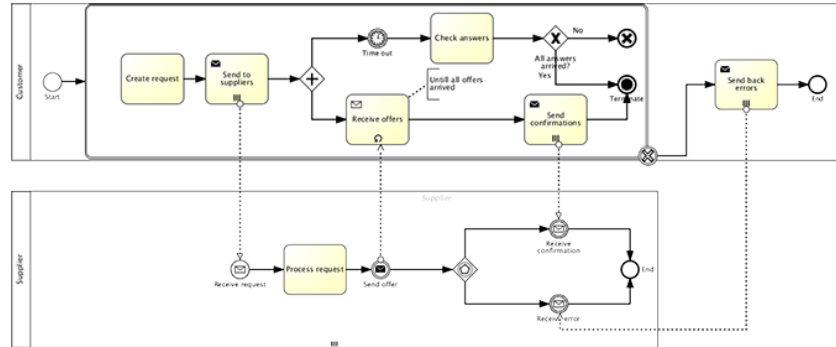 Customer
Start
Create request
Send to
suppliers
Time out
Check answers
No
All answers
arrived?
Yes
Terminate
Untill all offers
arrived
Receive offers
Send
confirmations
Send back
errors
End
Supplier
Supplier
Receive request
Process request
Send offer
Receive
confirmation
End
Receive error